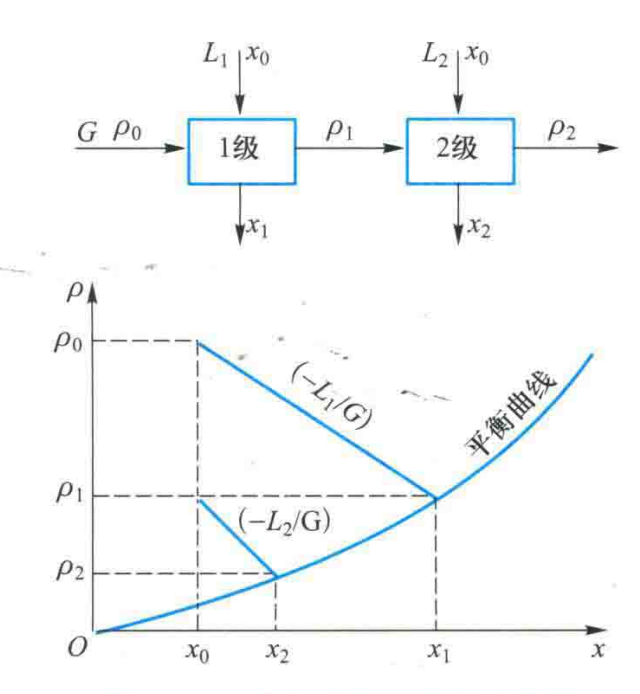 L₁ x₀ L₂ x₀
G ρ₀ 1级 ρ₁ 2级 ρ₂
x₁ x₂
ρ
ρ₀
(−L₁/G)
平衡曲线
ρ₁
(−L₂/G)
ρ₂
O x₀ x₂ x₁ x